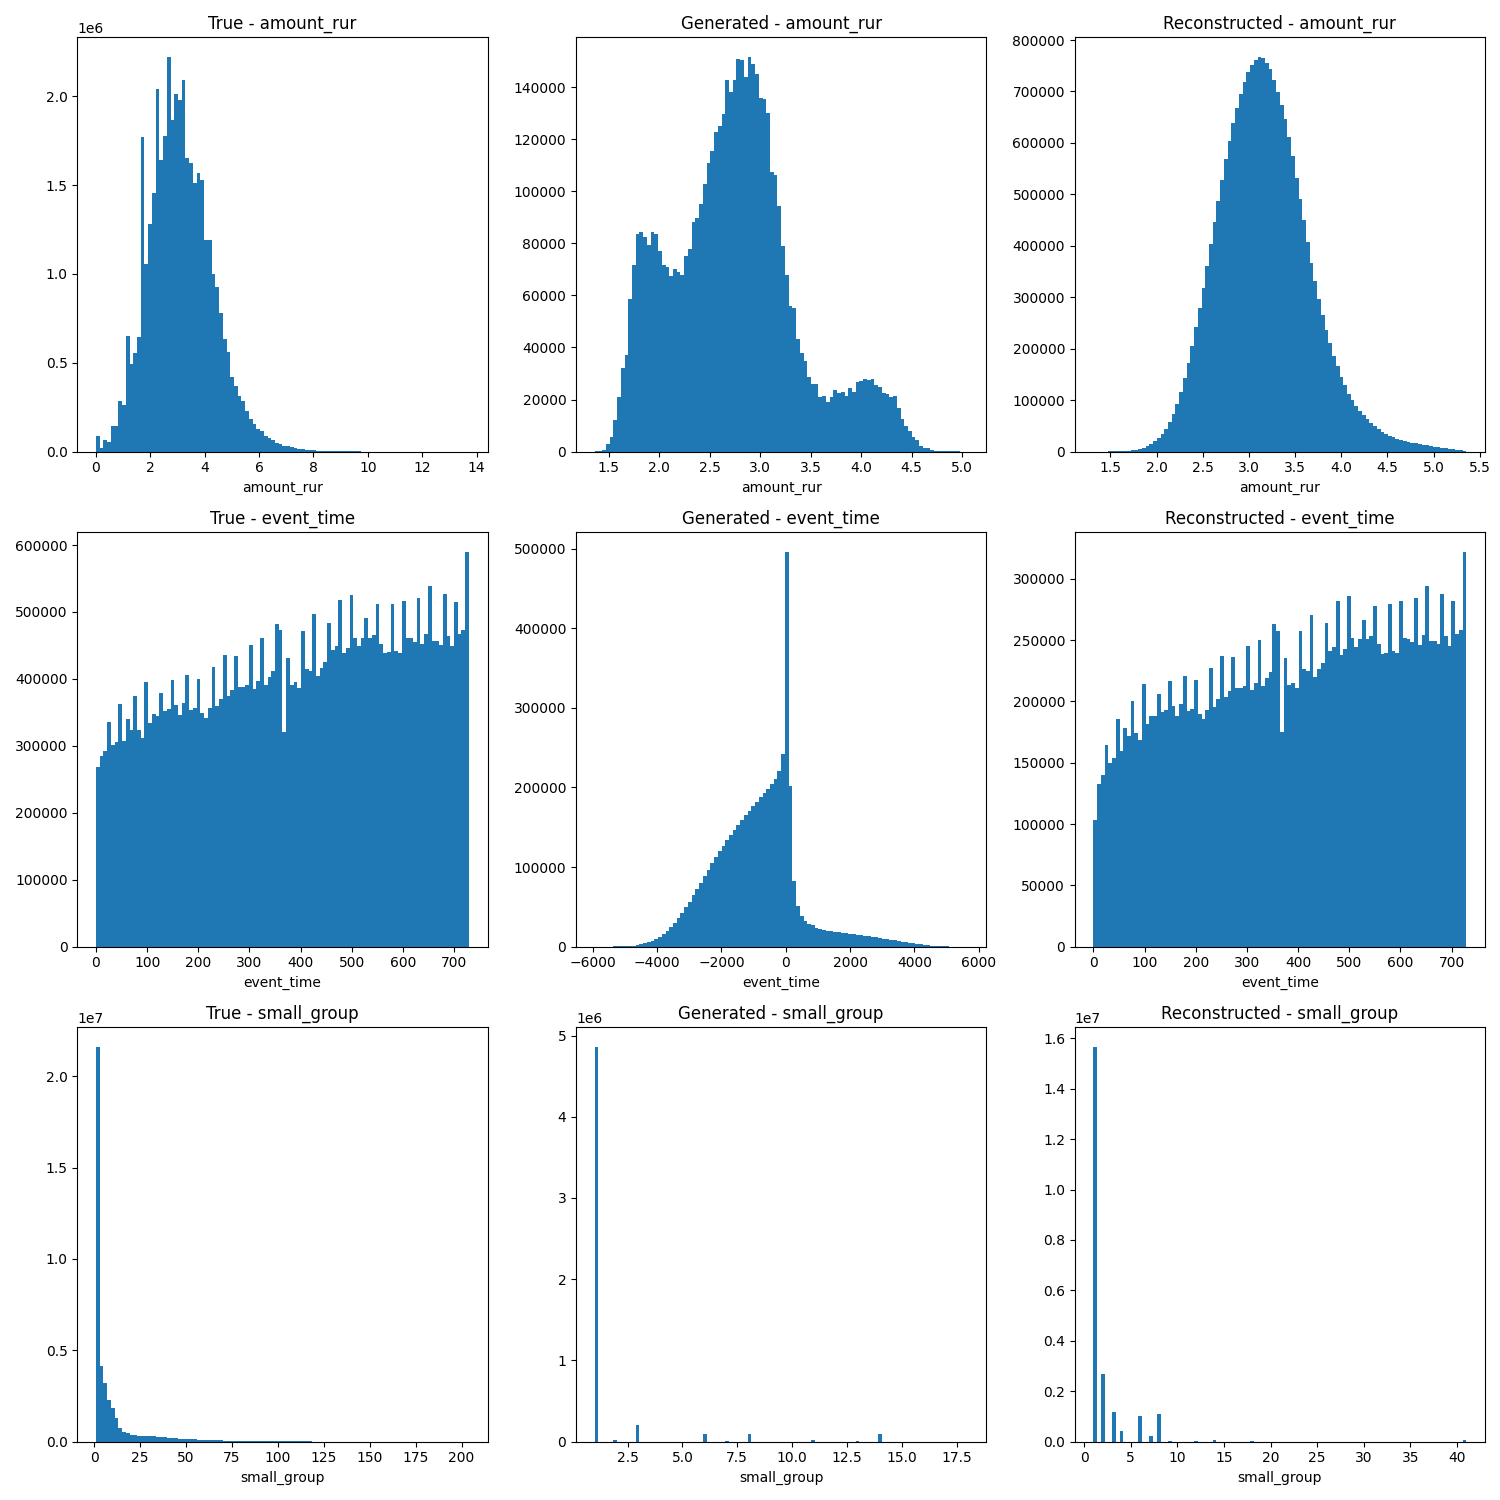 True - amount_rur
Generated - amount_rur
Reconstructed - amount_rur
1e6
2.0
1.5
1.0
0.5
0.0
0 2 4 6 8 10 12 14
amount_rur
140000
120000
100000
80000
60000
40000
20000
0
1.5 2.0 2.5 3.0 3.5 4.0 4.5 5.0
amount_rur
800000
700000
600000
500000
400000
300000
200000
100000
0
1.5 2.0 2.5 3.0 3.5 4.0 4.5 5.0 5.5
amount_rur
True - event_time
Generated - event_time
Reconstructed - event_time
600000
500000
400000
300000
200000
100000
0
0 100 200 300 400 500 600 700
event_time
500000
400000
300000
200000
100000
0
−6000 −4000 −2000 0 2000 4000 6000
event_time
300000
250000
200000
150000
100000
50000
0
0 100 200 300 400 500 600 700
event_time
True - small_group
Generated - small_group
Reconstructed - small_group
1e7
2.0
1.5
1.0
0.5
0.0
0 25 50 75 100 125 150 175 200
small_group
1e6
5
4
3
2
1
0
2.5 5.0 7.5 10.0 12.5 15.0 17.5
small_group
1e7
1.6
1.4
1.2
1.0
0.8
0.6
0.4
0.2
0.0
0 5 10 15 20 25 30 35 40
small_group